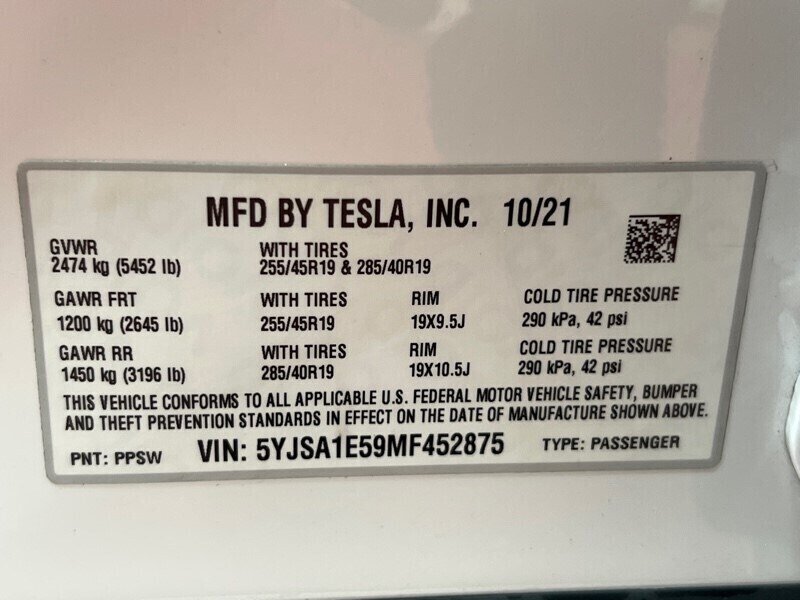 MFD BY TESLA, INC. 10/21
GVWR WITH TIRES
2474 kg (5452 lb) 255/45R19 & 285/40R19
GAWR FRT WITH TIRES RIM COLD TIRE PRESSURE
1200 kg (2645 lb) 255/45R19 19X9.5J 290 kPa, 42 psi
GAWR RR WITH TIRES RIM COLD TIRE PRESSURE
1450 kg (3196 lb) 285/40R19 19X10.5J 290 kPa, 42 psi
THIS VEHICLE CONFORMS TO ALL APPLICABLE U.S. FEDERAL MOTOR VEHICLE SAFETY, BUMPER
AND THEFT PREVENTION STANDARDS IN EFFECT ON THE DATE OF MANUFACTURE SHOWN ABOVE.
PNT: PPSW VIN: 5YJSA1E59MF452875 TYPE: PASSENGER